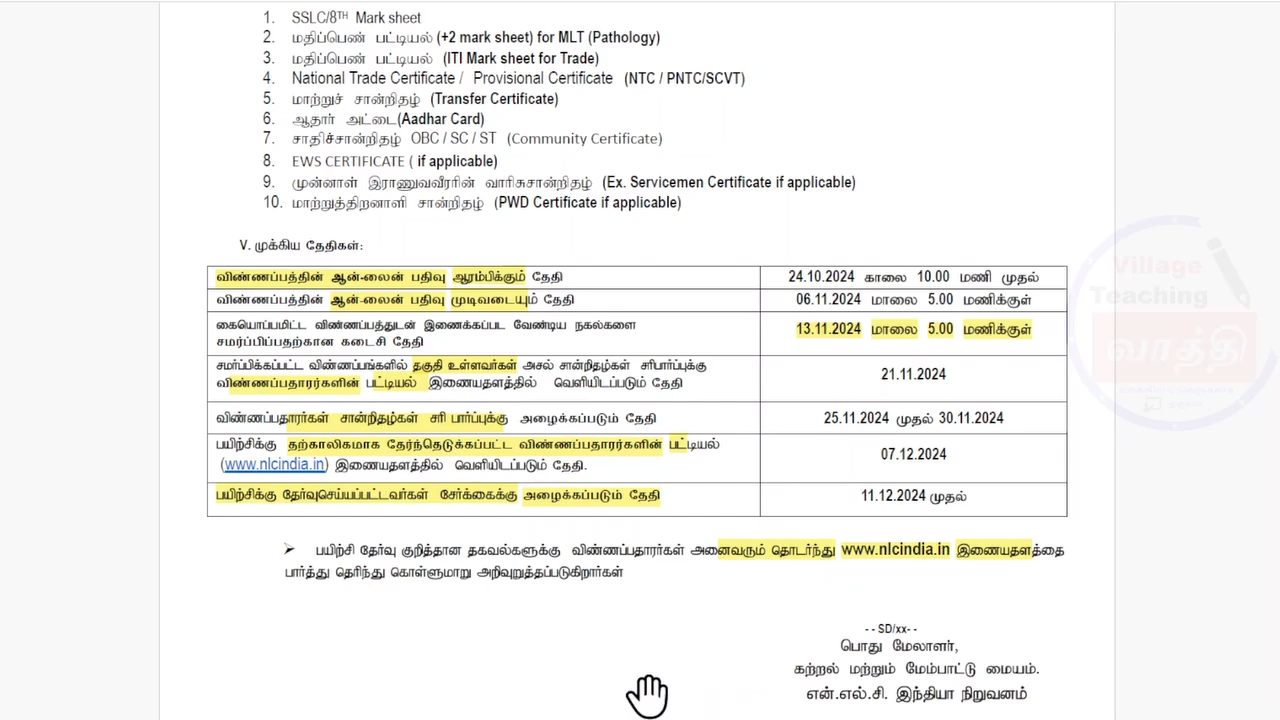 1. SSLC/8TH Mark sheet
2. மதிப்பெண் பட்டியல் (+2 mark sheet) for MLT (Pathology)
3. மதிப்பெண் பட்டியல் (ITI Mark sheet for Trade)
4. National Trade Certificate / Provisional Certificate (NTC / PNTC/SCVT)
5. மாற்றுச் சான்றிதழ் (Transfer Certificate)
6. ஆதார் அட்டை(Aadhar Card)
7. சாதிச்சான்றிதழ் OBC / SC / ST (Community Certificate)
8. EWS CERTIFICATE ( if applicable)
9. முன்னாள் இராணுவவீரரின் வாரிசுசான்றிதழ் (Ex. Servicemen Certificate if applicable)
10. மாற்றுத்திறனாளி சான்றிதழ் (PWD Certificate if applicable)
V. முக்கிய தேதிகள்:
விண்ணப்பத்தின் ஆன்-லைன் பதிவு ஆரம்பிக்கும் தேதி 24.10.2024 காலை 10.00 மணி முதல்
விண்ணப்பத்தின் ஆன்-லைன் பதிவு முடிவடையும் தேதி 06.11.2024 மாலை 5.00 மணிக்குள்
கையொப்பமிட்ட விண்ணப்பத்துடன் இணைக்கப்பட வேண்டிய நகல்களை
சமர்ப்பிப்பதற்கான கடைசி தேதி 13.11.2024 மாலை 5.00 மணிக்குள்
சமர்ப்பிக்கப்பட்ட விண்ணப்பங்களில் தகுதி உள்ளவர்கள் அசல் சான்றிதழ்கள் சரிபார்ப்புக்கு
விண்ணப்பதாரர்களின் பட்டியல் இணையதளத்தில் வெளியிடப்படும் தேதி 21.11.2024
விண்ணப்பதாரர்கள் சான்றிதழ்கள் சரி பார்ப்புக்கு அழைக்கப்படும் தேதி 25.11.2024 முதல் 30.11.2024
பயிற்சிக்கு தற்காலிகமாக தேர்ந்தெடுக்கப்பட்ட விண்ணப்பதாரர்களின் பட்டியல்
(www.nlcindia.in) இணையதளத்தில் வெளியிடப்படும் தேதி. 07.12.2024
பயிற்சிக்கு தேர்வுசெய்யப்பட்டவர்கள் சேர்க்கைக்கு அழைக்கப்படும் தேதி 11.12.2024 முதல்
➢ பயிற்சி தேர்வு குறித்தான தகவல்களுக்கு விண்ணப்பதாரர்கள் அனைவரும் தொடர்ந்து www.nlcindia.in இணையதளத்தை
பார்த்து தெரிந்து கொள்ளுமாறு அறிவுறுத்தப்படுகிறார்கள்
- - SD/xx- -
பொது மேலாளர்,
கற்றல் மற்றும் மேம்பாட்டு மையம்.
என்.எல்.சி. இந்தியா நிறுவனம்
Village
Teaching
வாத்தி